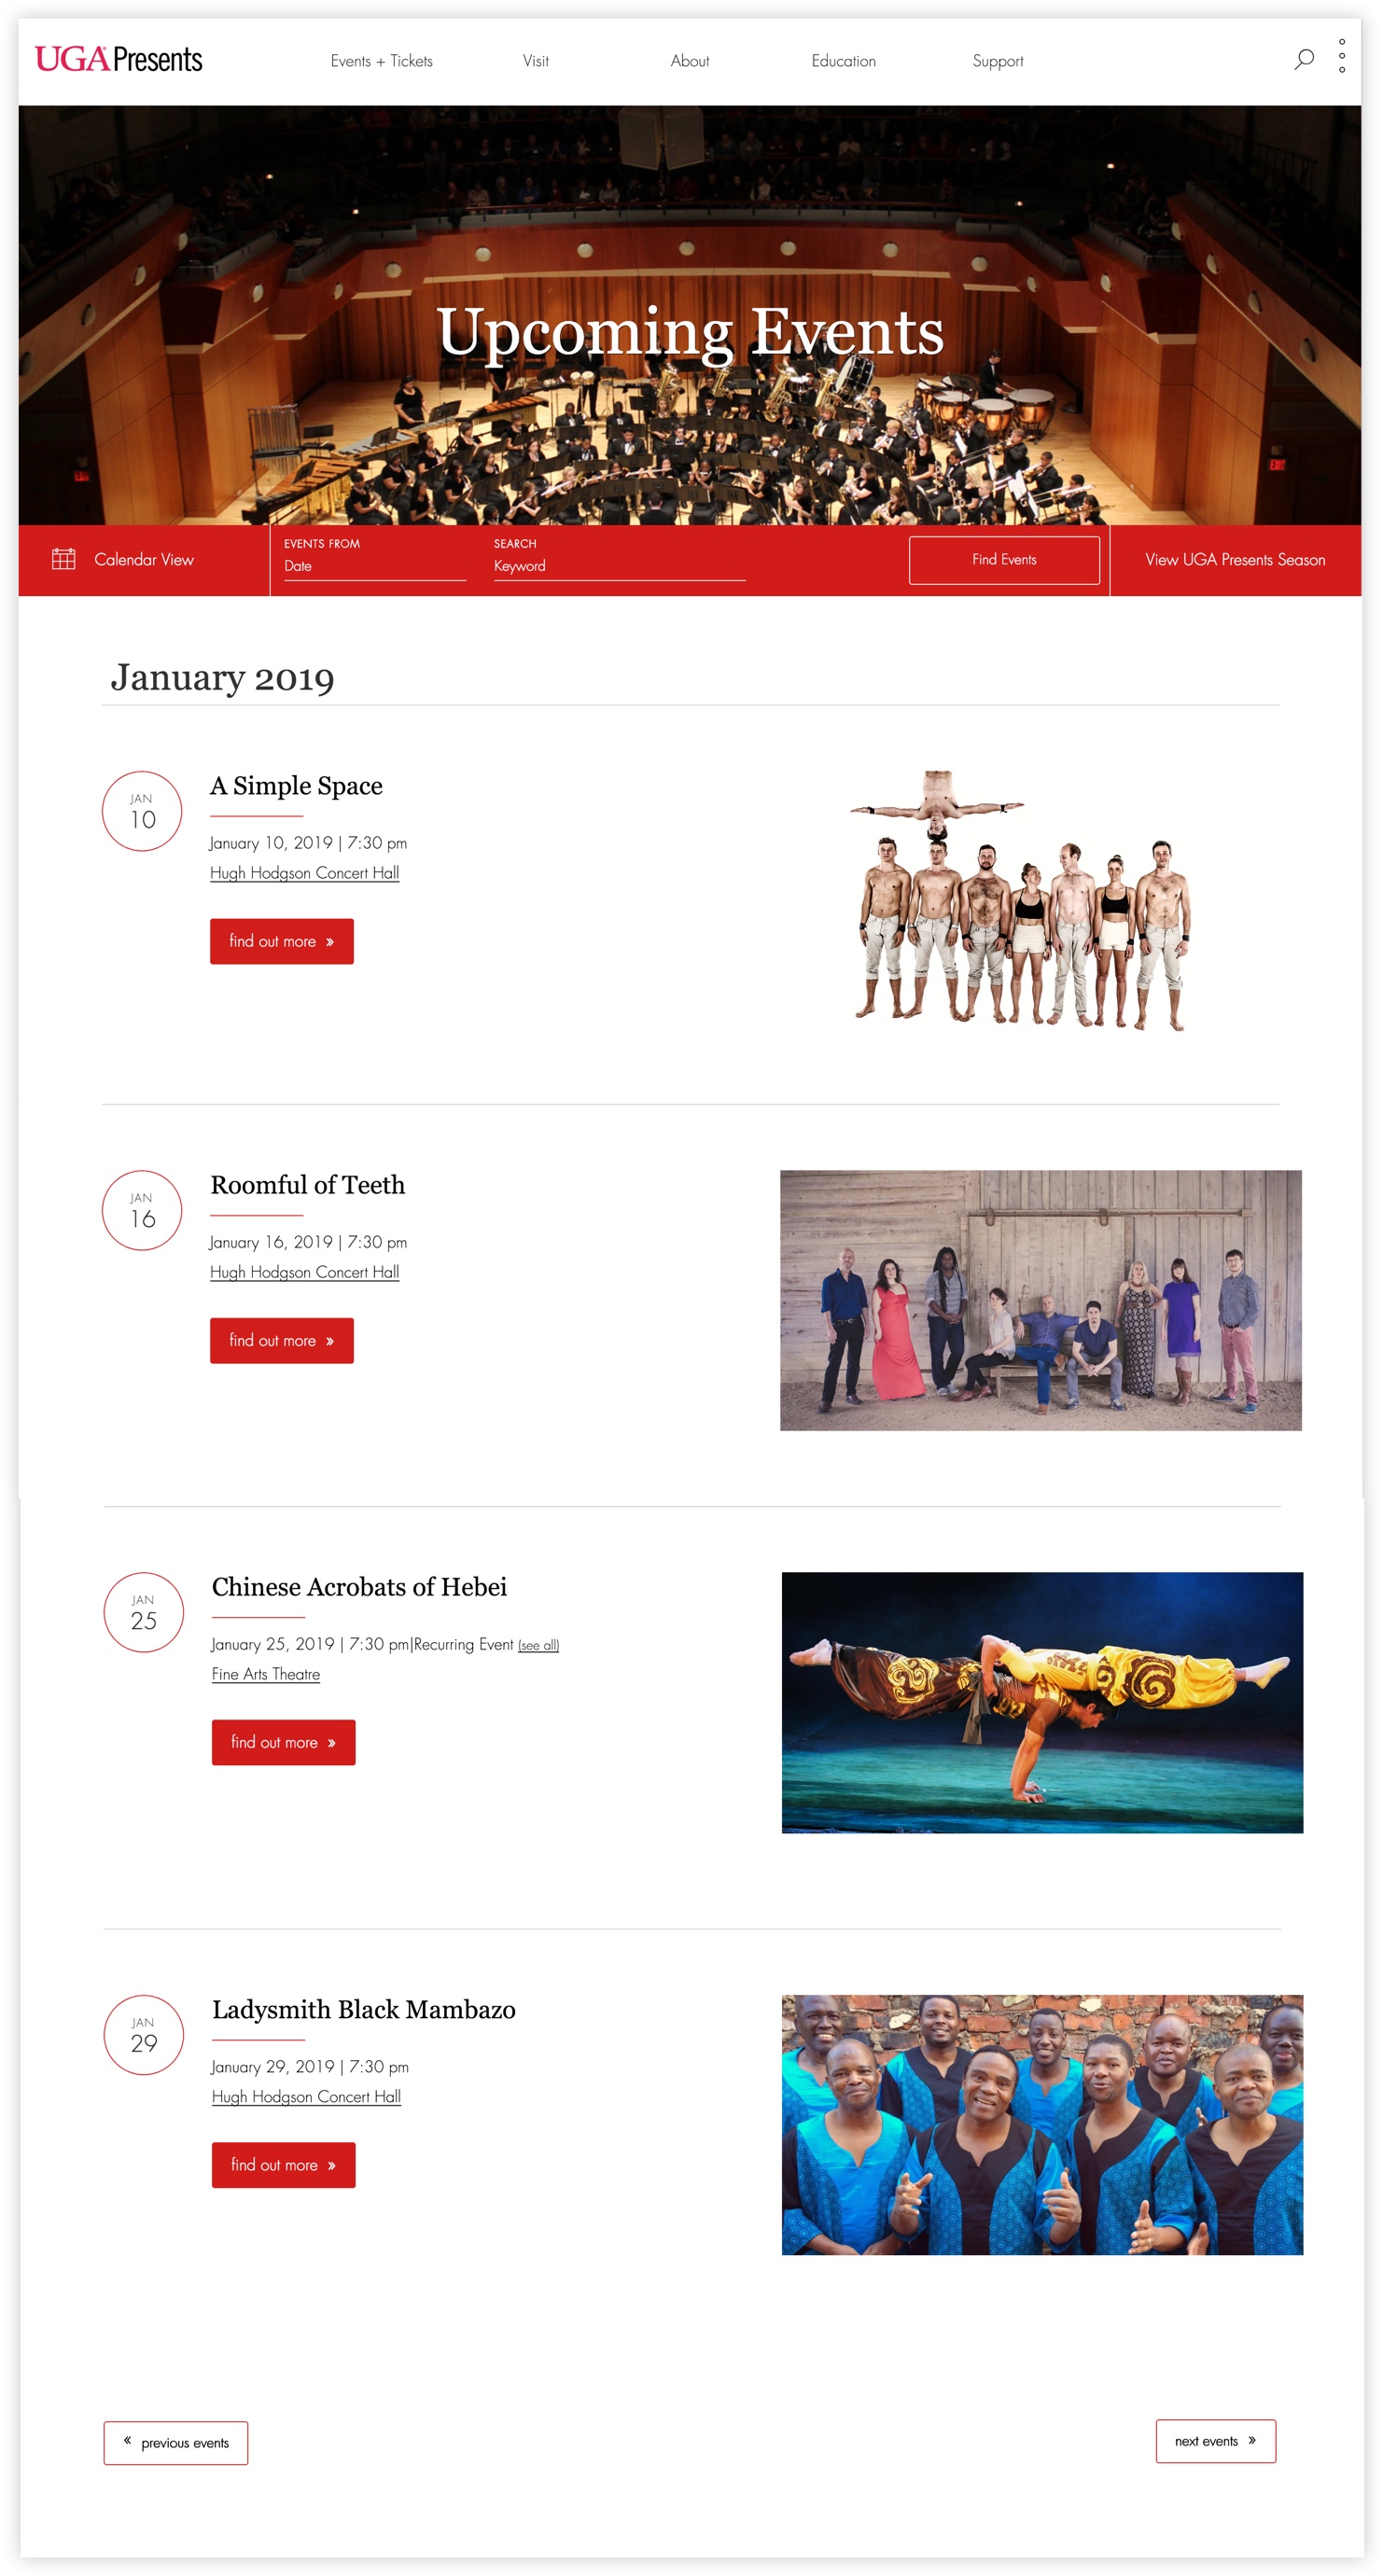 UGA Presents
Events + Tickets
Visit
About
Education
Support
Upcoming Events
EXIT
Calendar View
EVENTS FROM
Date
SEARCH
Keyword
Find Events
View UGA Presents Season
January 2019
JAN
10
A Simple Space
January 10, 2019 | 7:30 pm
Hugh Hodgson Concert Hall
find out more »
JAN
16
Roomful of Teeth
January 16, 2019 | 7:30 pm
Hugh Hodgson Concert Hall
find out more »
JAN
25
Chinese Acrobats of Hebei
January 25, 2019 | 7:30 pm|Recurring Event (see all)
Fine Arts Theatre
find out more »
JAN
29
Ladysmith Black Mambazo
January 29, 2019 | 7:30 pm
Hugh Hodgson Concert Hall
find out more »
« previous events
next events »